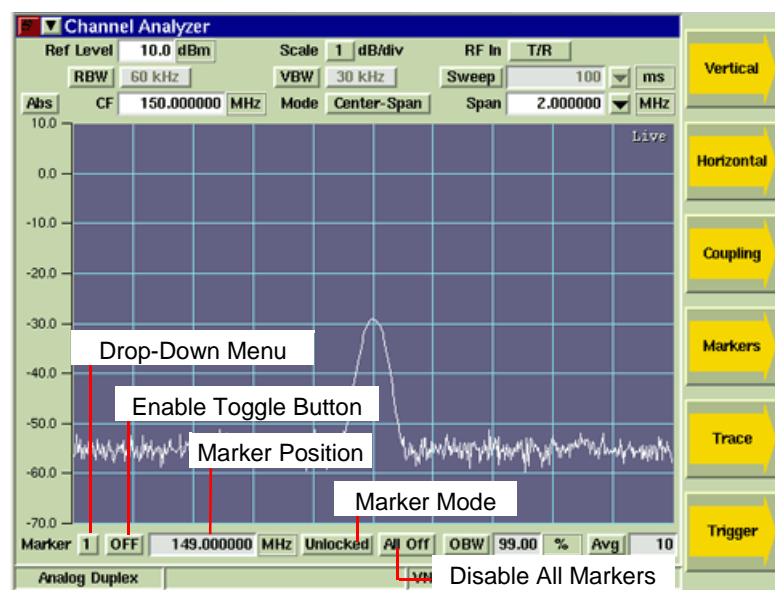 Channel Analyzer
Ref Level 10.0 dBm Scale 1 dB/div RF In T/R
RBW 60 kHz VBW 30 kHz Sweep 100 ms
Abs CF 150.000000 MHz Mode Center-Span Span 2.000000 MHz
10.0
Live
0.0
-10.0
-20.0
-30.0
-40.0
-50.0
-60.0
-70.0
Drop-Down Menu
Enable Toggle Button
Marker Position
Marker Mode
Marker 1 OFF 149.000000 MHz Unlocked All Off OBW 99.00 % Avg 10
Analog Duplex
Disable All Markers
Vertical
Horizontal
Coupling
Markers
Trace
Trigger